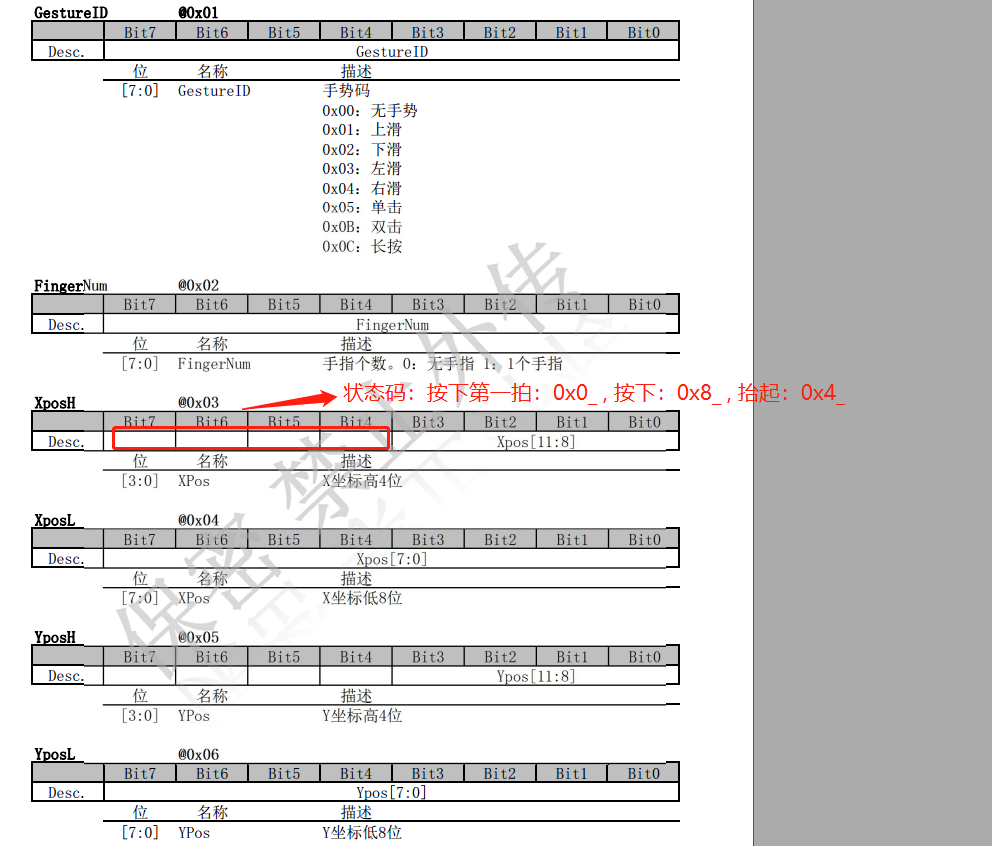 GestureID @0x01
Bit7 Bit6 Bit5 Bit4 Bit3 Bit2 Bit1 Bit0
Desc. GestureID
位 名称 描述
[7:0] GestureID 手势码
0x00：无手势
0x01：上滑
0x02：下滑
0x03：左滑
0x04：右滑
0x05：单击
0x0B：双击
0x0C：长按
FingerNum @0x02
Bit7 Bit6 Bit5 Bit4 Bit3 Bit2 Bit1 Bit0
Desc. FingerNum
位 名称 描述
[7:0] FingerNum 手指个数。0：无手指 1：1个手指
状态码：按下第一拍：0x0_ , 按下：0x8_ , 抬起：0x4_
XposH @0x03
Bit7 Bit6 Bit5 Bit4 Bit3 Bit2 Bit1 Bit0
Desc. Xpos[11:8]
位 名称 描述
[3:0] XPos X坐标高4位
XposL @0x04
Bit7 Bit6 Bit5 Bit4 Bit3 Bit2 Bit1 Bit0
Desc. Xpos[7:0]
位 名称 描述
[7:0] XPos X坐标低8位
YposH @0x05
Bit7 Bit6 Bit5 Bit4 Bit3 Bit2 Bit1 Bit0
Desc. Ypos[11:8]
位 名称 描述
[3:0] YPos Y坐标高4位
YposL @0x06
Bit7 Bit6 Bit5 Bit4 Bit3 Bit2 Bit1 Bit0
Desc. Ypos[7:0]
位 名称 描述
[7:0] YPos Y坐标低8位
保密 禁止外传